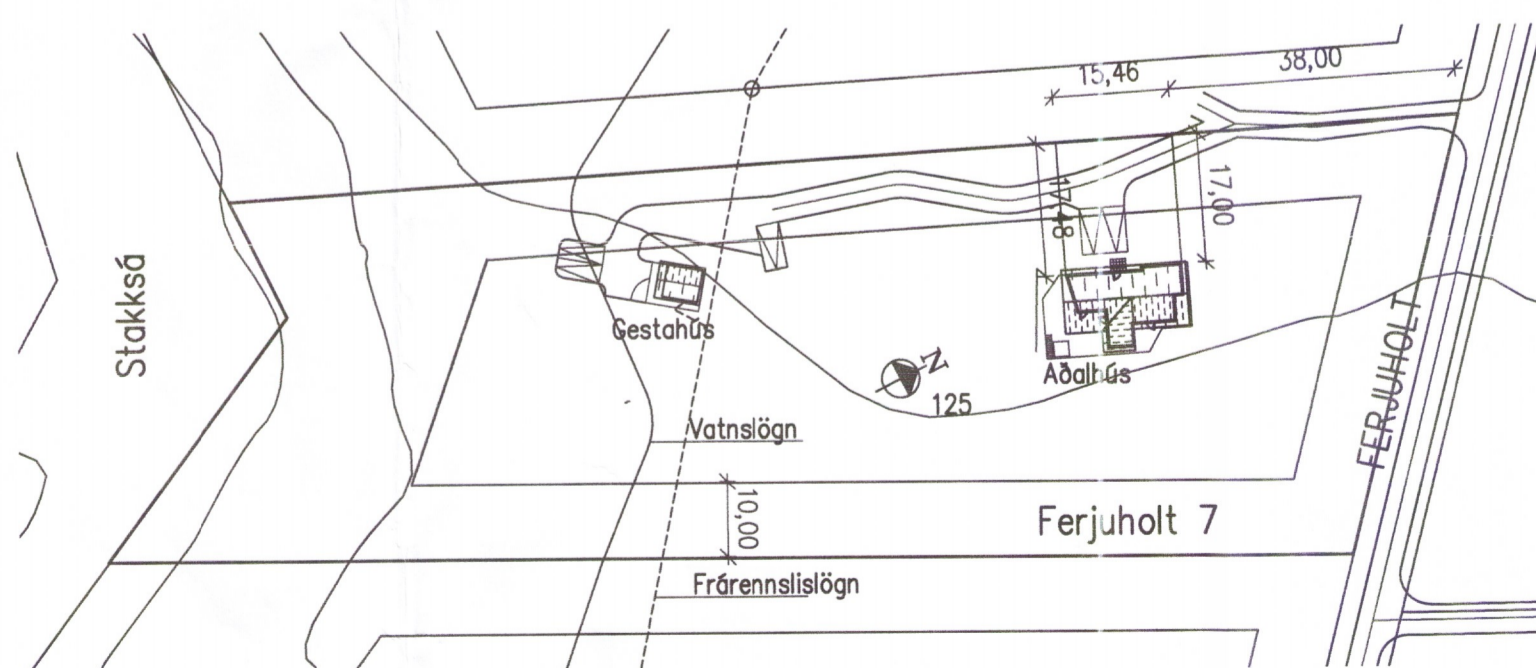 15,46
38,00
17,48
17,00
Stakksá
Gestahús
N
Aðalhús
125
FERJUHOLT
Vatnslögn
10,00
Ferjuholt 7
Frárennslislögn